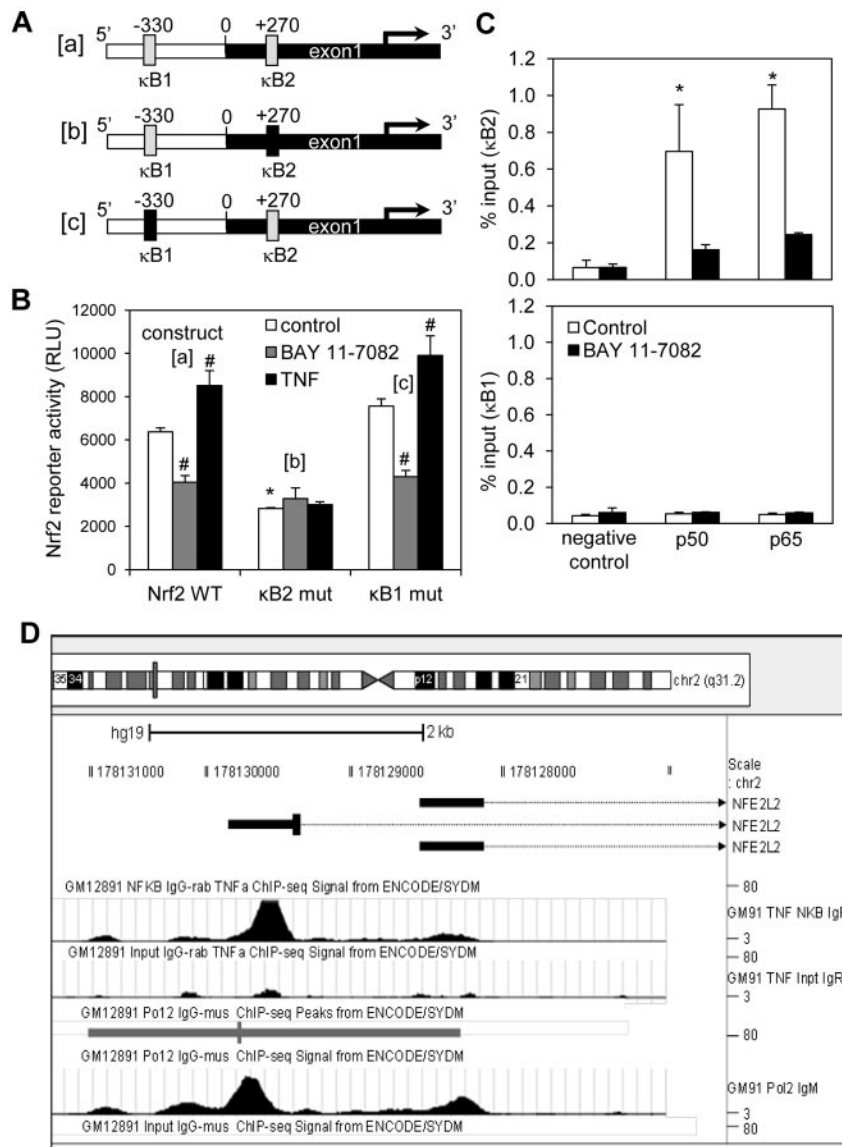 A
[a]
5'
-330
0
+270
3'
exon1
κB1
κB2
[b]
5'
-330
0
+270
3'
exon1
κB1
κB2
[c]
5'
-330
0
+270
3'
exon1
κB1
κB2
B
Nrf2 reporter activity (RLU)
12000
10000
8000
6000
4000
2000
0
construct
[a]
[b]
[c]
control
BAY 11-7082
TNF
#
#
*
#
#
Nrf2 WT
κB2 mut
κB1 mut
C
% input (κB2)
1.2
1.0
0.8
0.6
0.4
0.2
0.0
*
*
% input (κB1)
1.2
1.0
0.8
0.6
0.4
0.2
0.0
Control
BAY 11-7082
negative control
p50
p65
D
35
34
p12
21
chr2 (q31.2)
hg19
2 kb
178131000
178130000
178129000
178128000
Scale
: chr2
NFE2L2
NFE2L2
NFE2L2
GM12891 NFKB IgG-rab TNFa ChIP-seq Signal from ENCODE/SYDM
80
GM91 TNF NKB IgR
3
GM12891 Input IgG-rab TNFa ChIP-seq Signal from ENCODE/SYDM
80
GM91 TNF Inpt IgR
3
GM12891 Po12 IgG-mus ChIP-seq Peaks from ENCODE/SYDM
80
GM12891 Po12 IgG-mus ChIP-seq Signal from ENCODE/SYDM
GM91 Pol2 IgM
3
GM12891 Input IgG-mus ChIP-seq Signal from ENCODE/SYDM
80